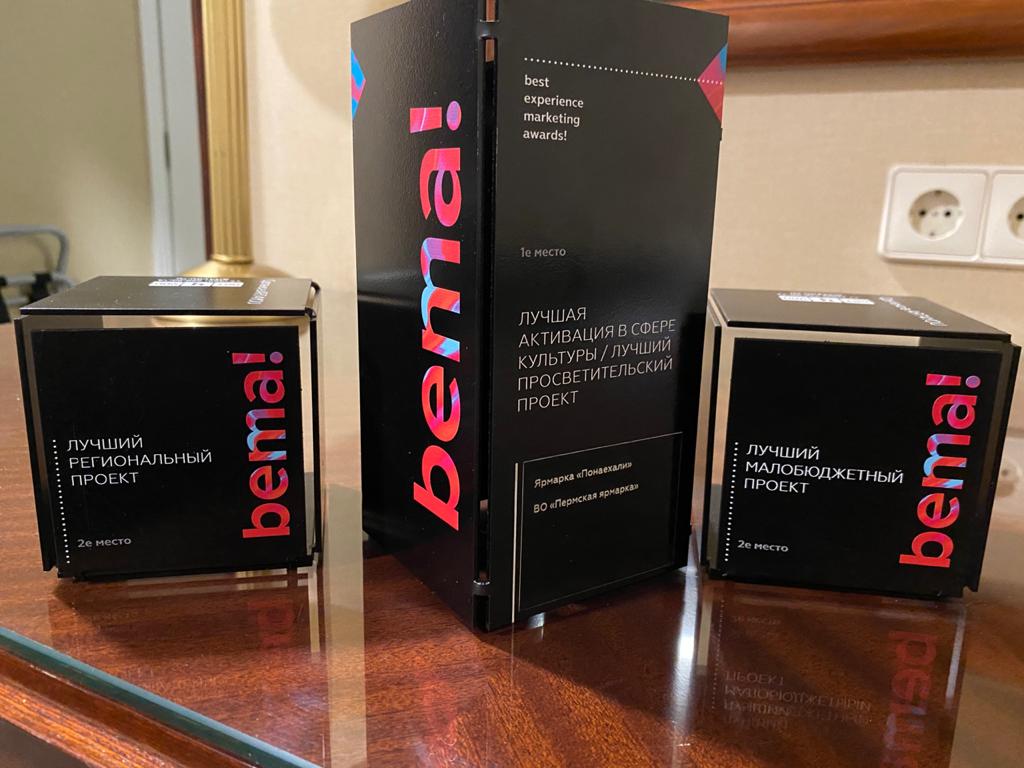 ЛУЧШИЙ
РЕГИОНАЛЬНЫЙ
ПРОЕКТ
2е место
bema!
bema!
best
experience
marketing
awards!
1е место
ЛУЧШАЯ
АКТИВАЦИЯ В СФЕРЕ
КУЛЬТУРЫ / ЛУЧШИЙ
ПРОСВЕТИТЕЛЬСКИЙ
ПРОЕКТ
Ярмарка «Понаехали»
ВО «Пермская ярмарка»
ЛУЧШИЙ
МАЛОБЮДЖЕТНЫЙ
ПРОЕКТ
2е место
bema!